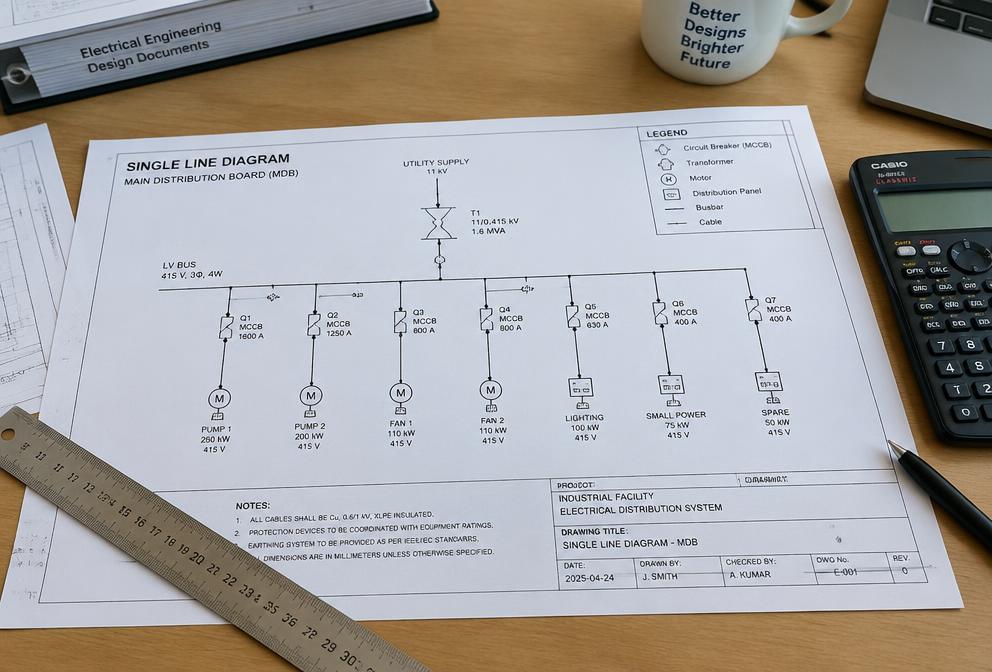 Electrical Engineering
Design Documents
Better
Designs
Brighter
Future
SINGLE LINE DIAGRAM
MAIN DISTRIBUTION BOARD (MDB)
UTILITY SUPPLY
11 kV
T1
11/0.415 kV
1.6 MVA
LEGEND
Circuit Breaker (MCCB)
Transformer
Motor
Distribution Panel
Busbar
Cable
LV BUS
415 V, 3Φ, 4W
Q1
MCCB
1600 A
Q2
MCCB
1250 A
Q3
MCCB
800 A
Q4
MCCB
800 A
Q5
MCCB
630 A
Q6
MCCB
400 A
Q7
MCCB
400 A
M
M
M
M
PUMP 1
260 kW
415 V
PUMP 2
200 kW
415 V
FAN 1
110 kW
415 V
FAN 2
110 kW
415 V
LIGHTING
100 kW
415 V
SMALL POWER
75 kW
415 V
SPARE
50 kW
415 V
NOTES:
1. ALL CABLES SHALL BE Cu, 0.6/1 kV, XLPE INSULATED.
2. PROTECTION DEVICES TO BE COORDINATED WITH EQUIPMENT RATINGS.
EARTHING SYSTEM TO BE PROVIDED AS PER STANDARDS.
DIMENSIONS ARE IN MILLIMETERS UNLESS OTHERWISE SPECIFIED.
PROJECT:
INDUSTRIAL FACILITY
ELECTRICAL DISTRIBUTION SYSTEM
DRAWING TITLE:
SINGLE LINE DIAGRAM - MDB
DATE:
2025-04-24
DRAWN BY:
J. SMITH
CHECKED BY:
A. KUMAR
DWG No.
E-001
REV.
0
CASIO
7 8
4 5
0